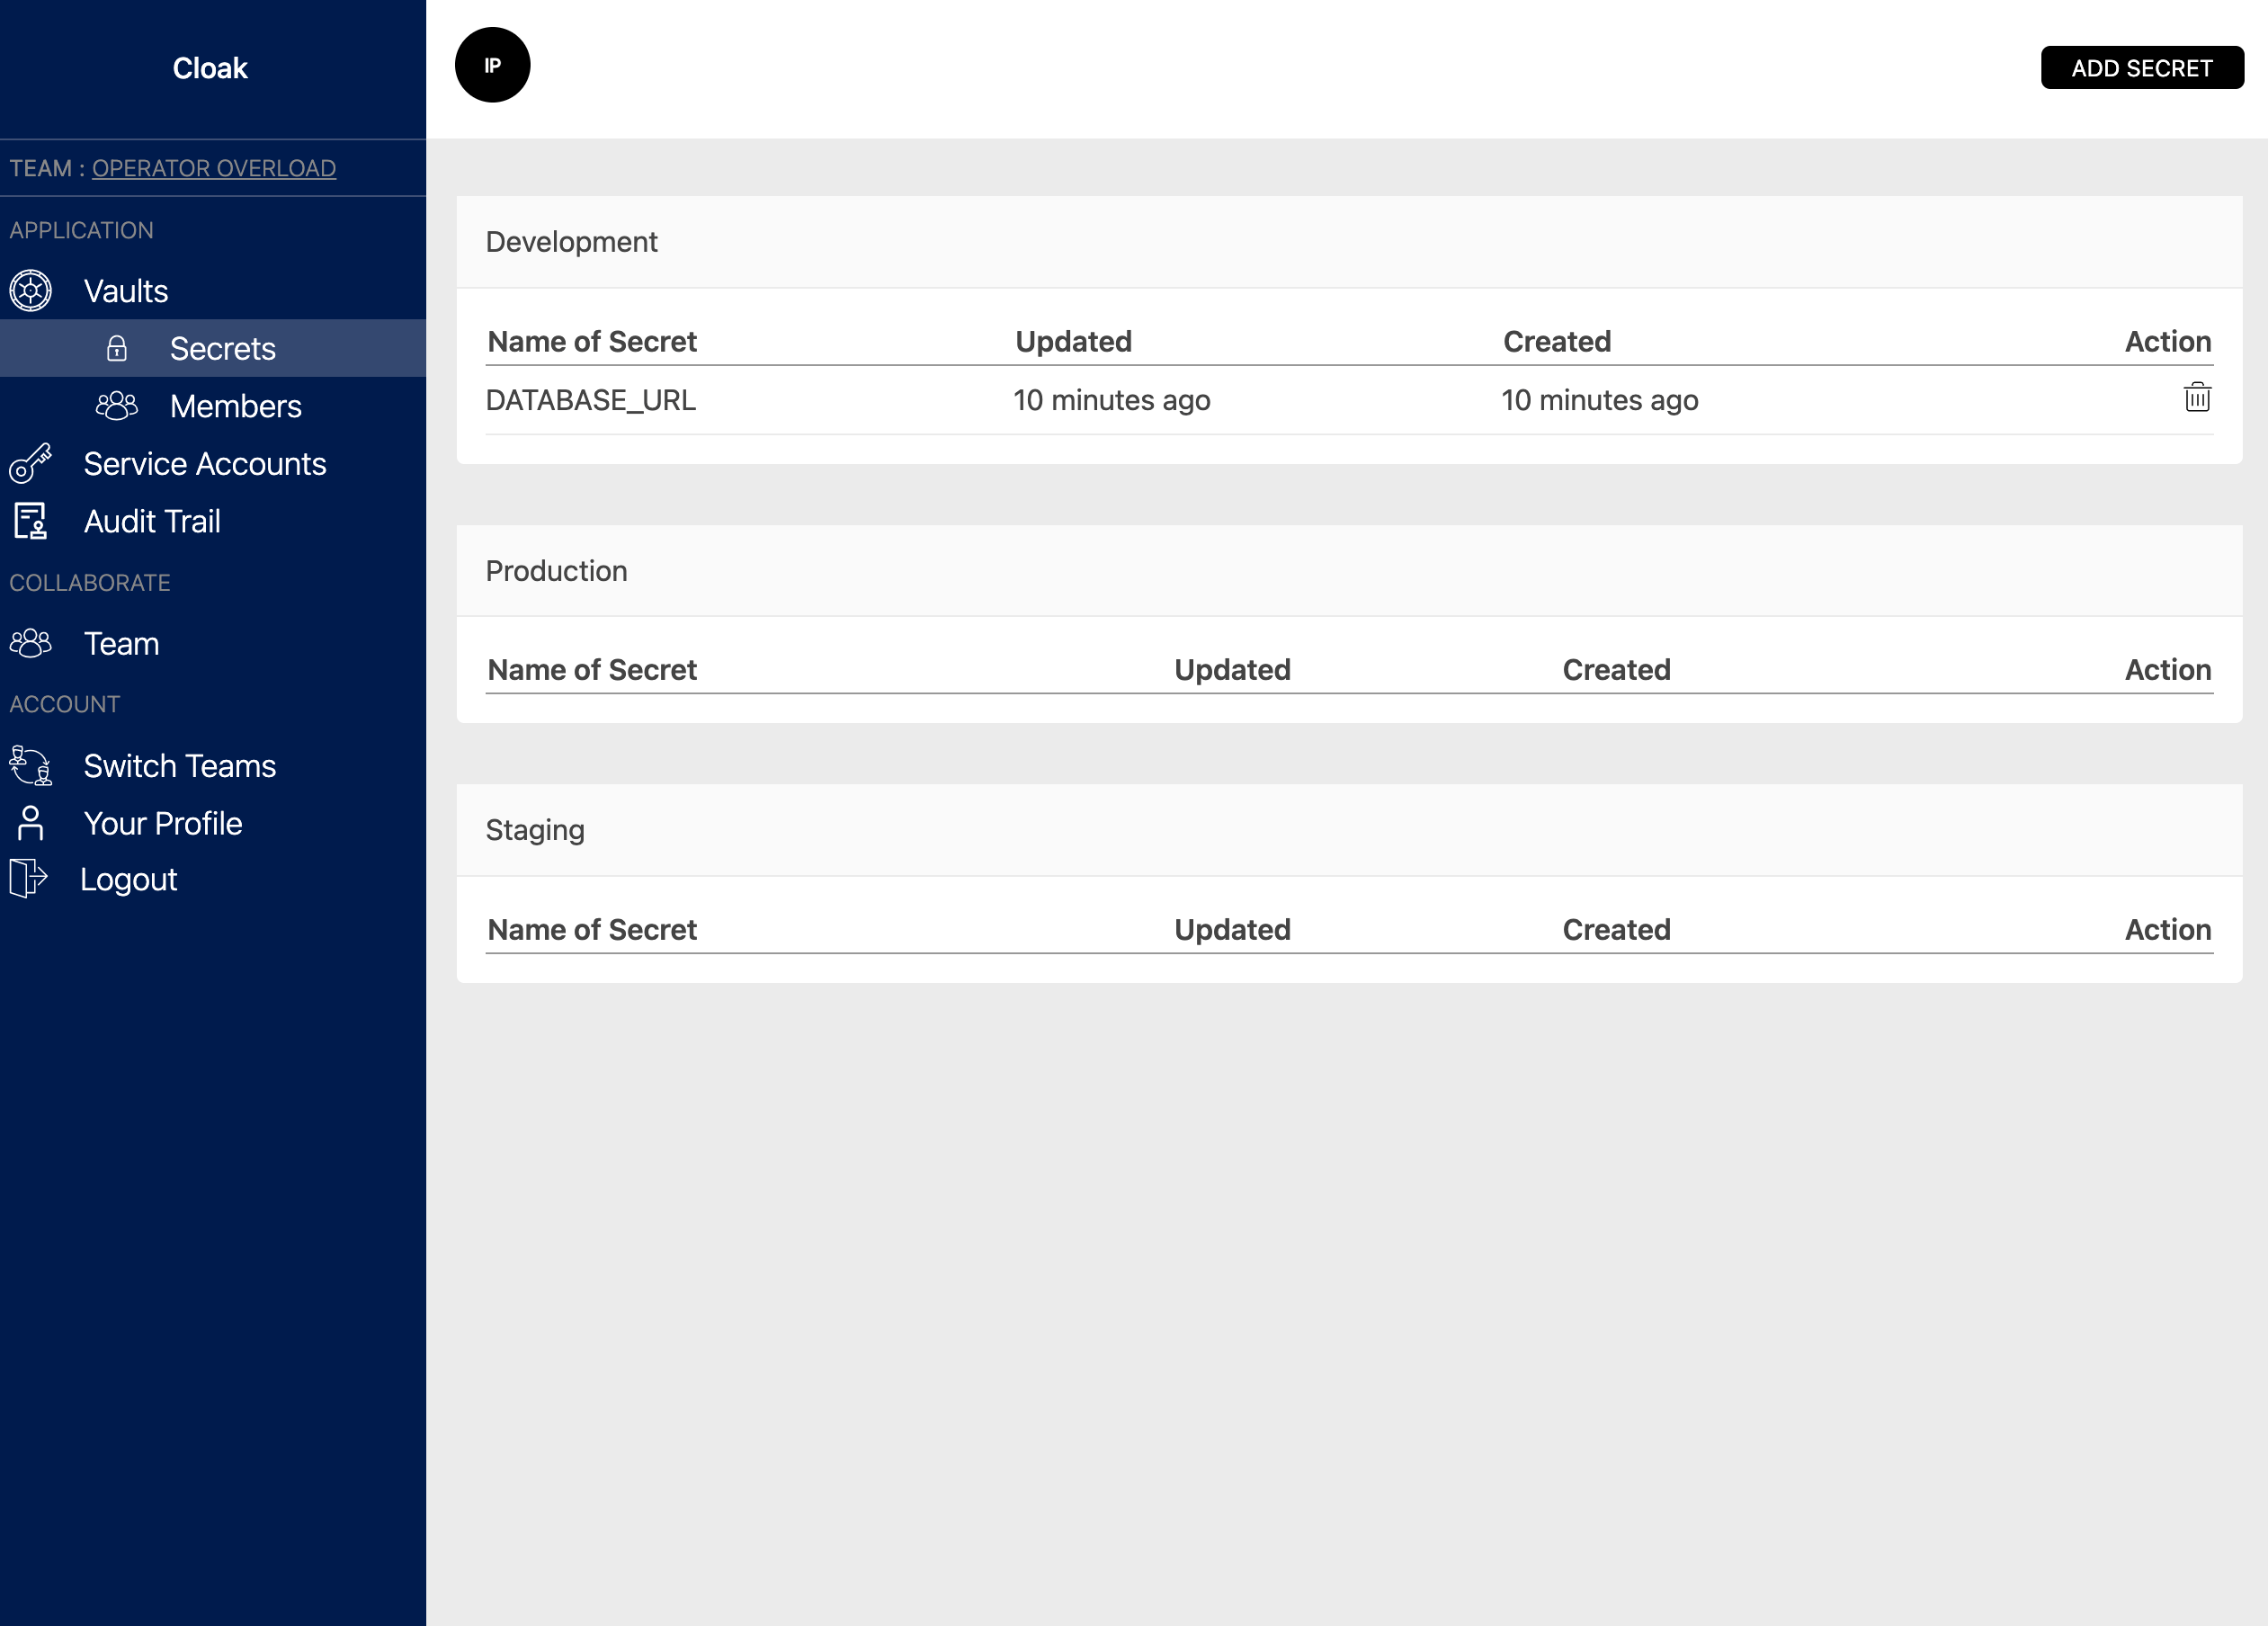 Cloak
TEAM : OPERATOR OVERLOAD
APPLICATION
Vaults
Secrets
Members
Service Accounts
Audit Trail
COLLABORATE
Team
ACCOUNT
Switch Teams
Your Profile
Logout
IP
ADD SECRET
Development
Name of Secret Updated Created Action
DATABASE_URL 10 minutes ago 10 minutes ago
Production
Name of Secret Updated Created Action
Staging
Name of Secret Updated Created Action